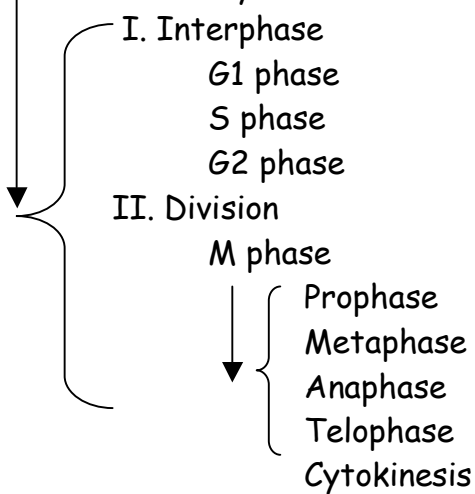 I. Interphase
G1 phase
S phase
G2 phase
II. Division
M phase
Prophase
Metaphase
Anaphase
Telophase
Cytokinesis